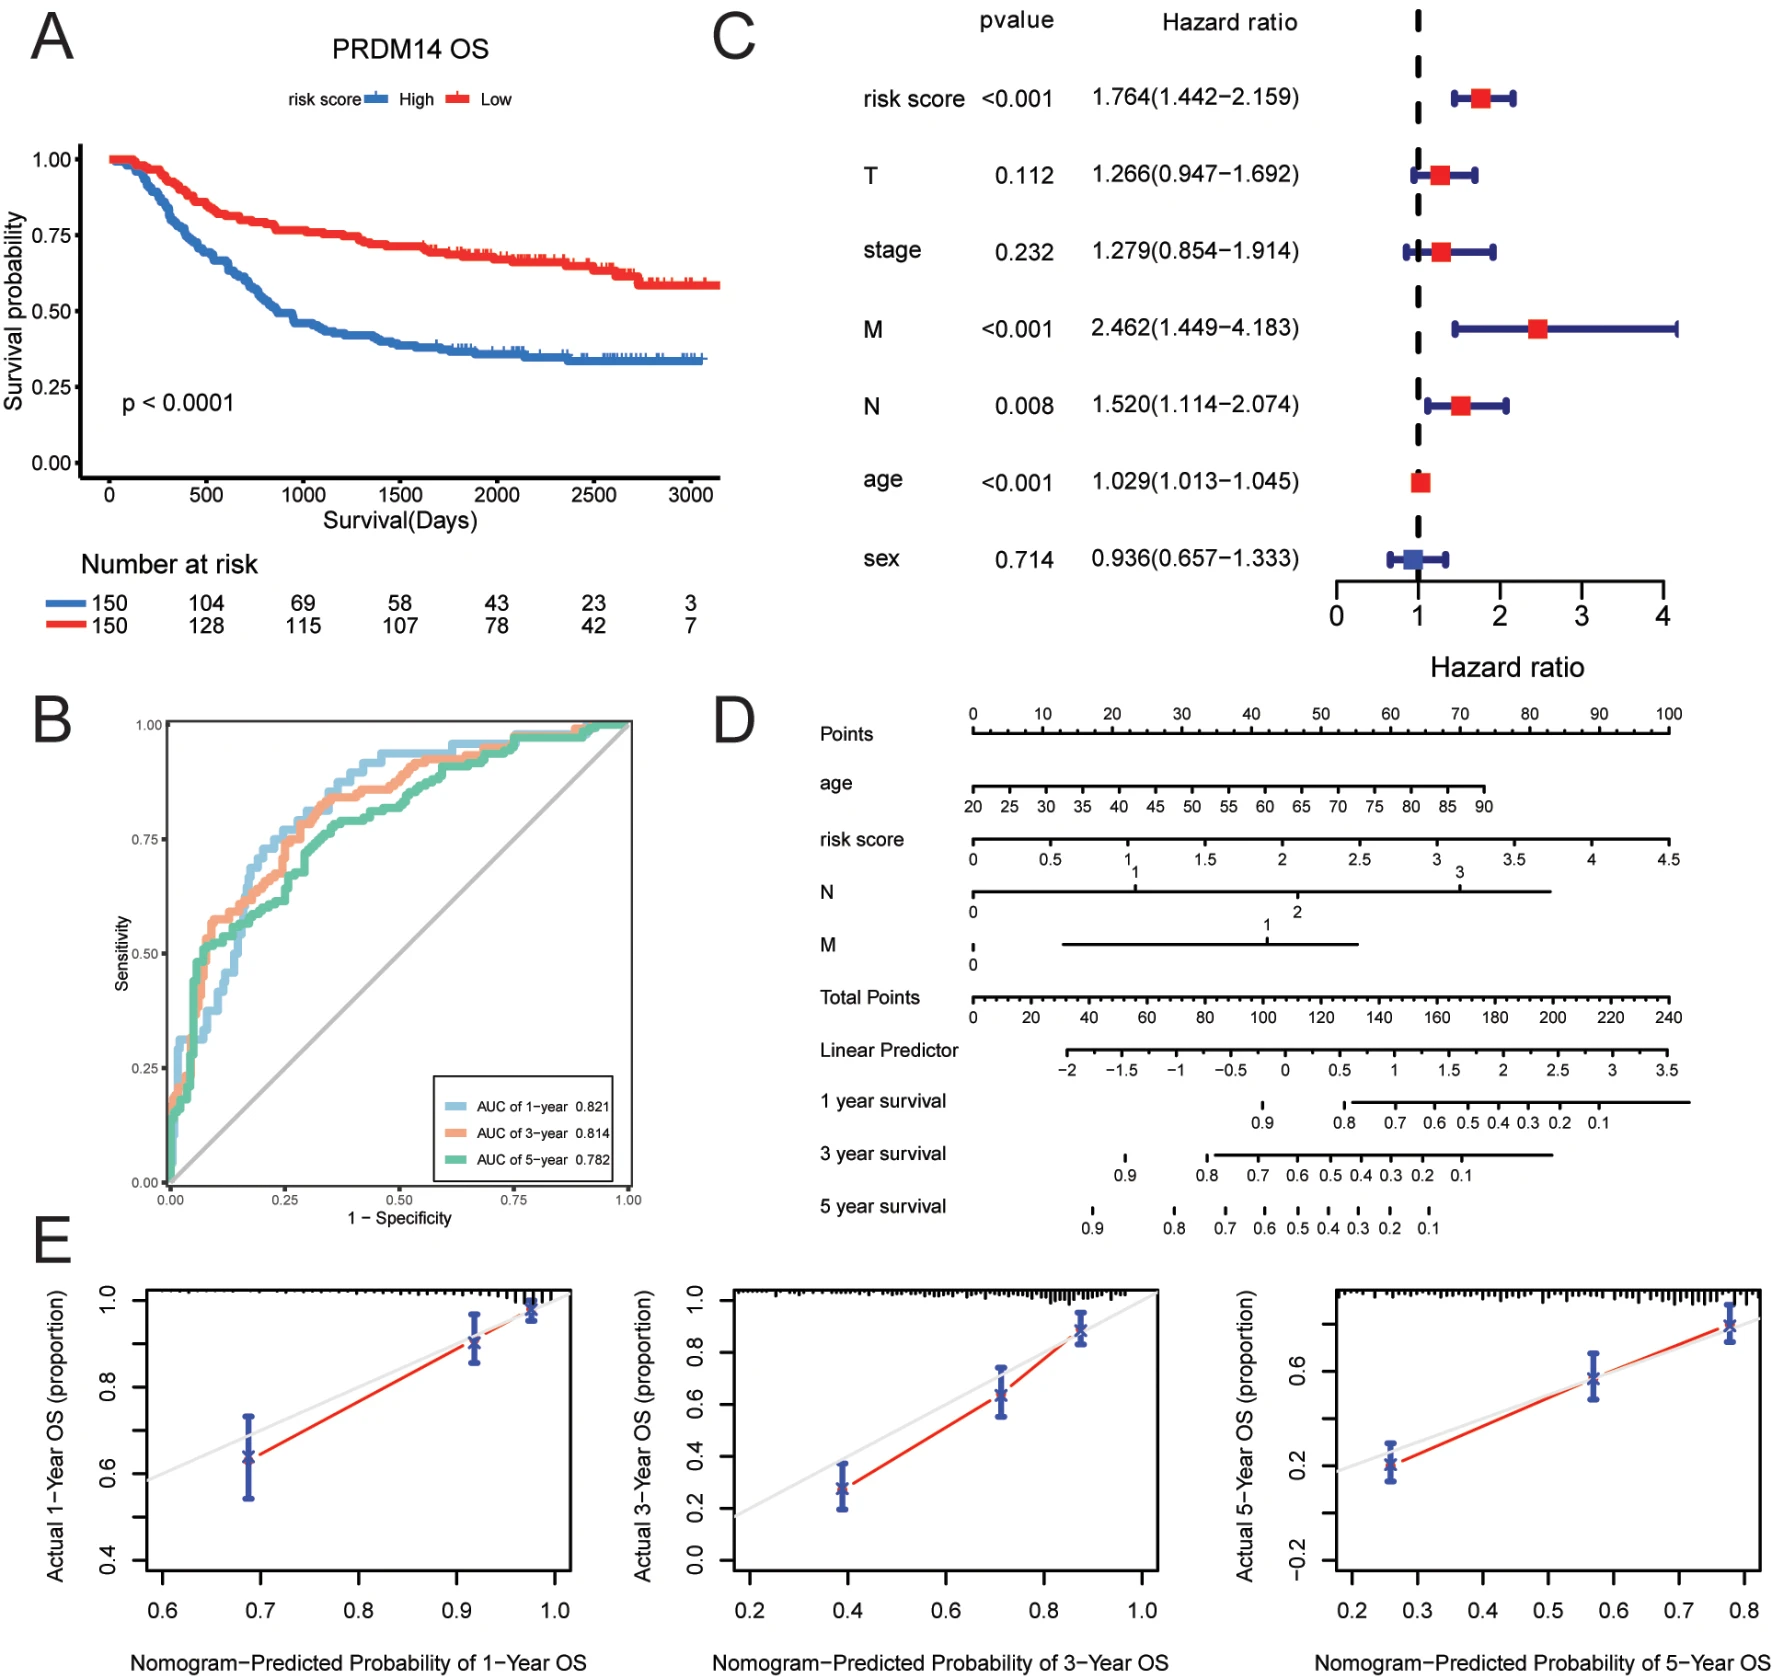 A
PRDM14 OS
risk score High Low
Survival probability
1.00
0.75
0.50
0.25
0.00
p < 0.0001
0 500 1000 1500 2000 2500 3000
Survival(Days)
Number at risk
150 104 69 58 43 23 3
150 128 115 107 78 42 7
C
pvalue Hazard ratio
risk score <0.001 1.764(1.442−2.159)
T 0.112 1.266(0.947−1.692)
stage 0.232 1.279(0.854−1.914)
M <0.001 2.462(1.449−4.183)
N 0.008 1.520(1.114−2.074)
age <0.001 1.029(1.013−1.045)
sex 0.714 0.936(0.657−1.333)
0 1 2 3 4
Hazard ratio
B
Sensitivity
1.00
0.75
0.50
0.25
0.00
AUC of 1−year 0.821
AUC of 3−year 0.814
AUC of 5−year 0.782
0.00 0.25 0.50 0.75 1.00
1 − Specificity
D
0 10 20 30 40 50 60 70 80 90 100
Points
age
20 25 30 35 40 45 50 55 60 65 70 75 80 85 90
risk score
0 0.5 1 1.5 2 2.5 3 3.5 4 4.5
1 3
N
0 2
1
M
0
Total Points
0 20 40 60 80 100 120 140 160 180 200 220 240
Linear Predictor
−2 −1.5 −1 −0.5 0 0.5 1 1.5 2 2.5 3 3.5
1 year survival
0.9 0.8 0.7 0.6 0.5 0.4 0.3 0.2 0.1
3 year survival
0.9 0.8 0.7 0.6 0.5 0.4 0.3 0.2 0.1
5 year survival
0.9 0.8 0.7 0.6 0.5 0.4 0.3 0.2 0.1
E
Actual 1−Year OS (proportion)
1.0
0.8
0.6
0.4
0.6 0.7 0.8 0.9 1.0
Nomogram−Predicted Probability of 1−Year OS
Actual 3−Year OS (proportion)
1.0
0.8
0.6
0.4
0.2
0.0
0.2 0.4 0.6 0.8 1.0
Nomogram−Predicted Probability of 3−Year OS
Actual 5−Year OS (proportion)
0.6
0.2
−0.2
0.2 0.3 0.4 0.5 0.6 0.7 0.8
Nomogram−Predicted Probability of 5−Year OS